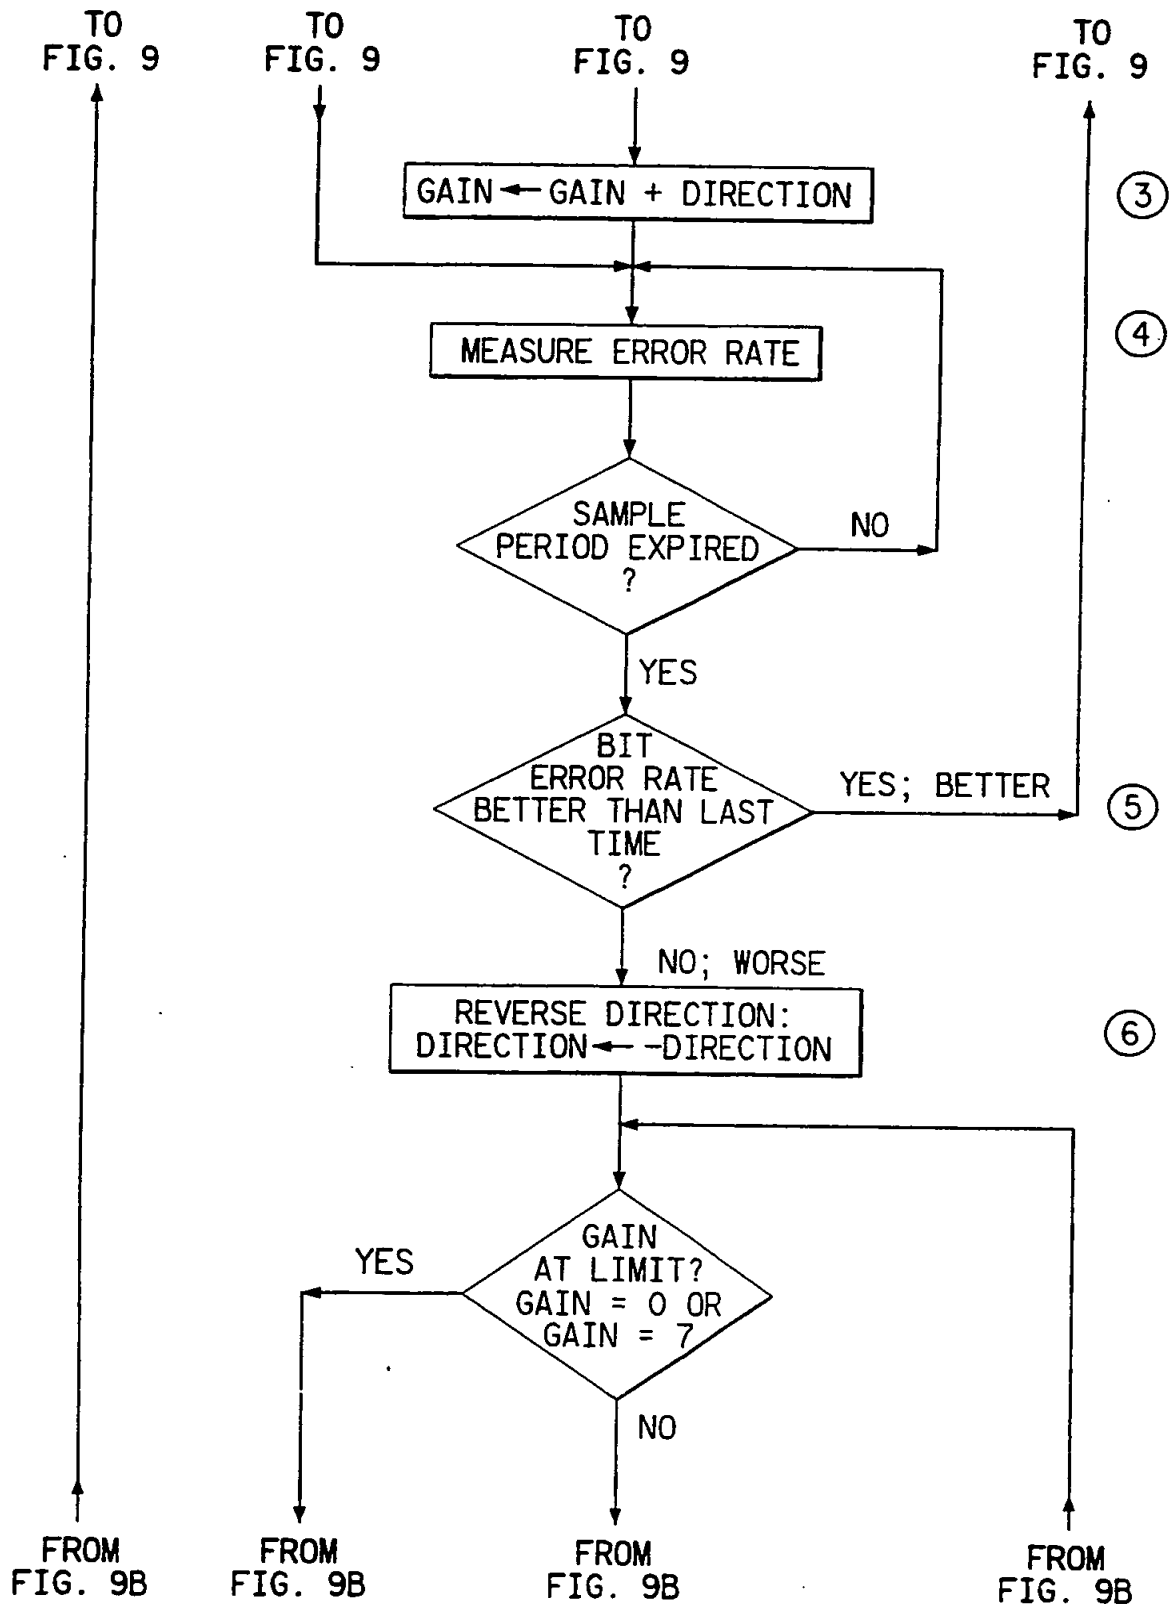 TO
FIG. 9
TO
FIG. 9
TO
FIG. 9
TO
FIG. 9
GAIN ← GAIN + DIRECTION
3
MEASURE ERROR RATE
4
SAMPLE
PERIOD EXPIRED
?
NO
YES
BIT
ERROR RATE
BETTER THAN LAST
TIME
?
YES; BETTER
5
NO; WORSE
REVERSE DIRECTION:
DIRECTION ← -DIRECTION
6
GAIN
AT LIMIT?
GAIN = 0 OR
GAIN = 7
YES
NO
FROM
FIG. 9B
FROM
FIG. 9B
FROM
FIG. 9B
FROM
FIG. 9B